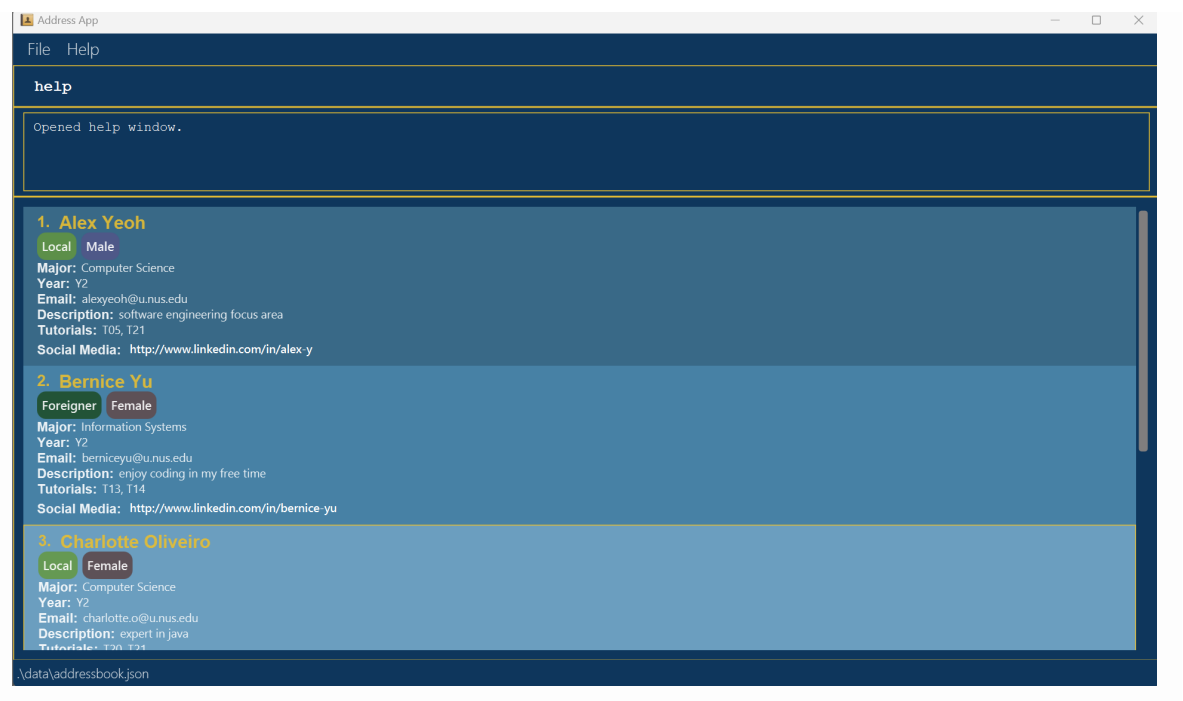 Address App
File Help
help
Opened help window.
1. Alex Yeoh
Local Male
Major: Computer Science
Year: Y2
Email: alexyeoh@u.nus.edu
Description: software engineering focus area
Tutorials: T05, T21
Social Media: http://www.linkedin.com/in/alex-y
2. Bernice Yu
Foreigner Female
Major: Information Systems
Year: Y2
Email: berniceyu@u.nus.edu
Description: enjoy coding in my free time
Tutorials: T13, T14
Social Media: http://www.linkedin.com/in/bernice-yu
3. Charlotte Oliveiro
Local Female
Major: Computer Science
Year: Y2
Email: charlotte.o@u.nus.edu
Description: expert in java
Tutorials: T20, T21
.\data\addressbook.json